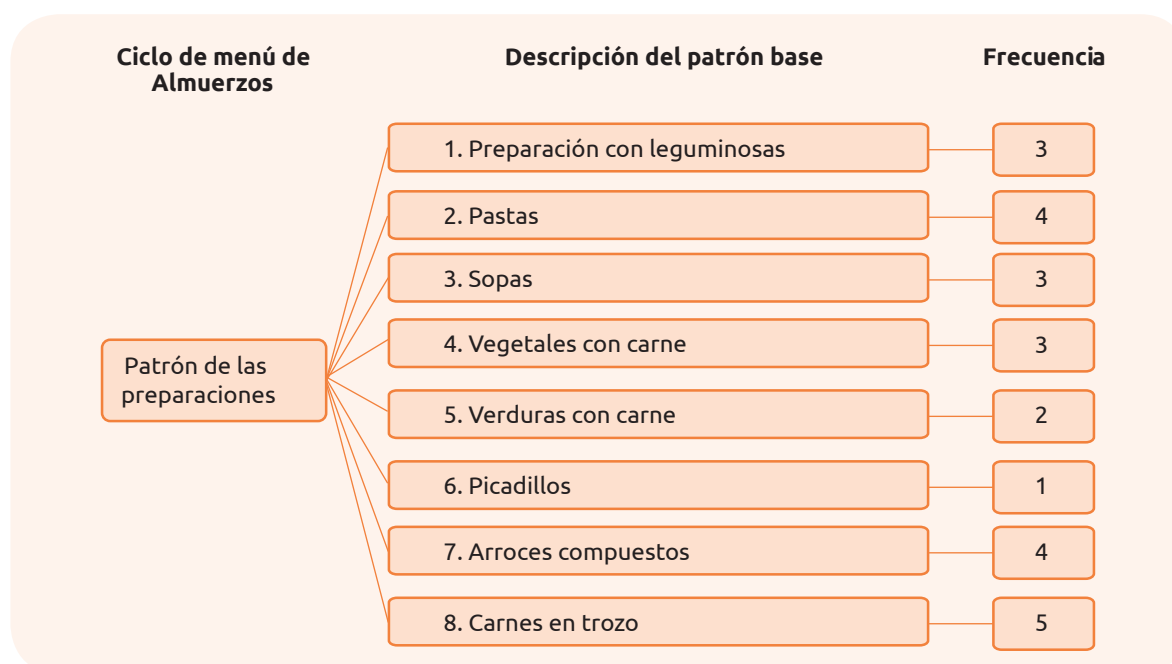 Ciclo de menú de
Almuerzos
Descripción del patrón base
Frecuencia
Patrón de las
preparaciones
1. Preparación con leguminosas
3
2. Pastas
4
3. Sopas
3
4. Vegetales con carne
3
5. Verduras con carne
2
6. Picadillos
1
7. Arroces compuestos
4
8. Carnes en trozo
5